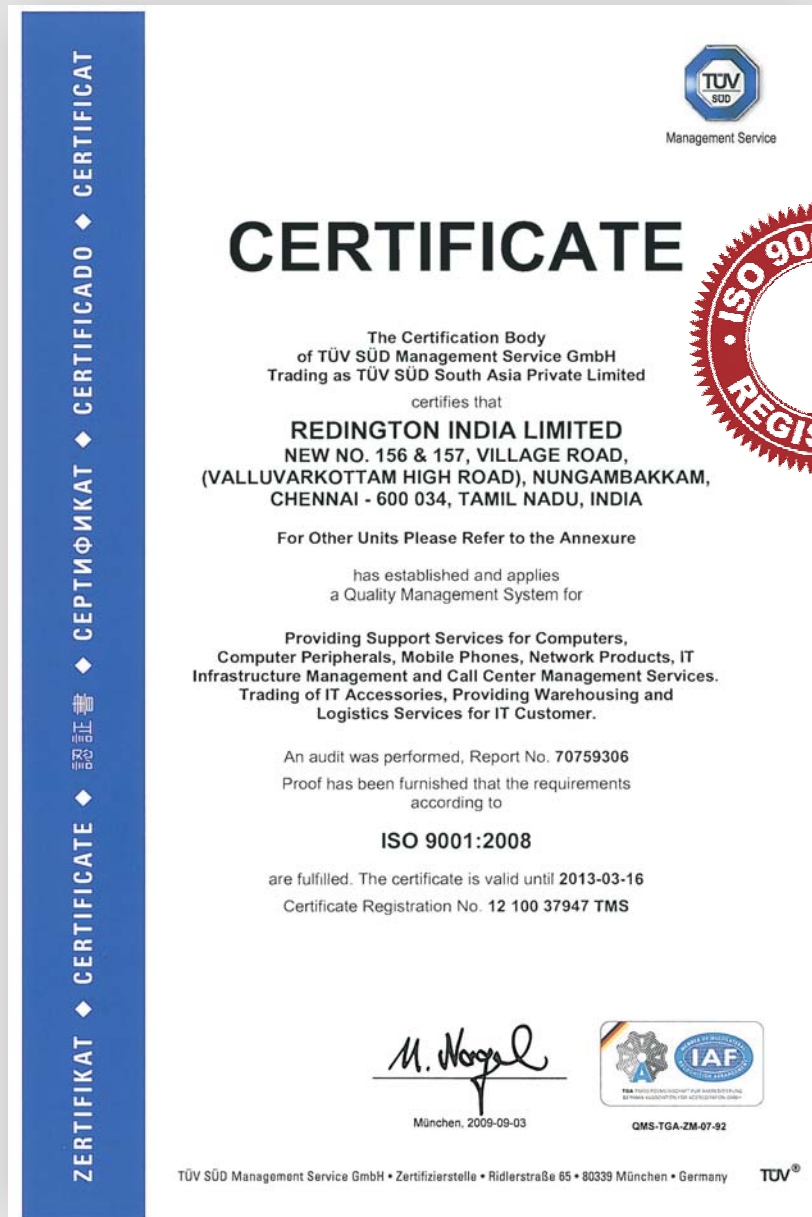 ZERTIFIKAT ◆ CERTIFICATE ◆ 認証書 ◆ СЕРТИФИКАТ ◆ CERTIFICADO ◆ CERTIFICAT
TÜV
SÜD
Management Service
CERTIFICATE
ISO 90
REGIS
The Certification Body
of TÜV SÜD Management Service GmbH
Trading as TÜV SÜD South Asia Private Limited
certifies that
REDINGTON INDIA LIMITED
NEW NO. 156 & 157, VILLAGE ROAD,
(VALLUVARKOTTAM HIGH ROAD), NUNGAMBAKKAM,
CHENNAI - 600 034, TAMIL NADU, INDIA
For Other Units Please Refer to the Annexure
has established and applies
a Quality Management System for
Providing Support Services for Computers,
Computer Peripherals, Mobile Phones, Network Products, IT
Infrastructure Management and Call Center Management Services.
Trading of IT Accessories, Providing Warehousing and
Logistics Services for IT Customer.
An audit was performed, Report No. 70759306
Proof has been furnished that the requirements
according to
ISO 9001:2008
are fulfilled. The certificate is valid until 2013-03-16
Certificate Registration No. 12 100 37947 TMS
M. Nagel
München, 2009-09-03
IAF
QMS-TGA-ZM-07-92
TÜV SÜD Management Service GmbH • Zertifizierstelle • Ridlerstraße 65 • 80339 München • Germany
TÜV®